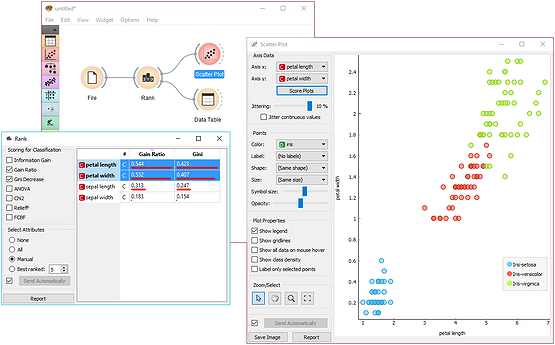 untitled*
File Edit View Widget Options Help
File
Rank
Scatter Plot
Data Table
Rank
Scoring for Classification
Information Gain
Gain Ratio
Gini Decrease
ANOVA
Chi2
ReliefF
FCBF
Select Attributes
None
All
Manual
Best ranked: 5
Send Automatically
Report
# Gain Ratio Gini
C petal length C 0.544 0.423
C petal width C 0.532 0.407
C sepal length C 0.313 0.247
C sepal width C 0.183 0.154
Scatter Plot
Axis Data
Axis x: C petal length
Axis y: C petal width
Score Plots
Jittering: 10 %
Jitter continuous values
Points
Color: D iris
Label: (No labels)
Shape: (Same shape)
Size: (Same size)
Symbol size:
Opacity:
Plot Properties
Show legend
Show gridlines
Show all data on mouse hover
Show class density
Label only selected points
Zoom/Select
Send Automatically
Save Image Report
petal width
2.4
2.2
2
1.8
1.6
1.4
1.2
1
0.8
0.6
0.4
0.2
1 2 3 4 5 6 7
petal length
Iris-setosa
Iris-versicolor
Iris-virginica